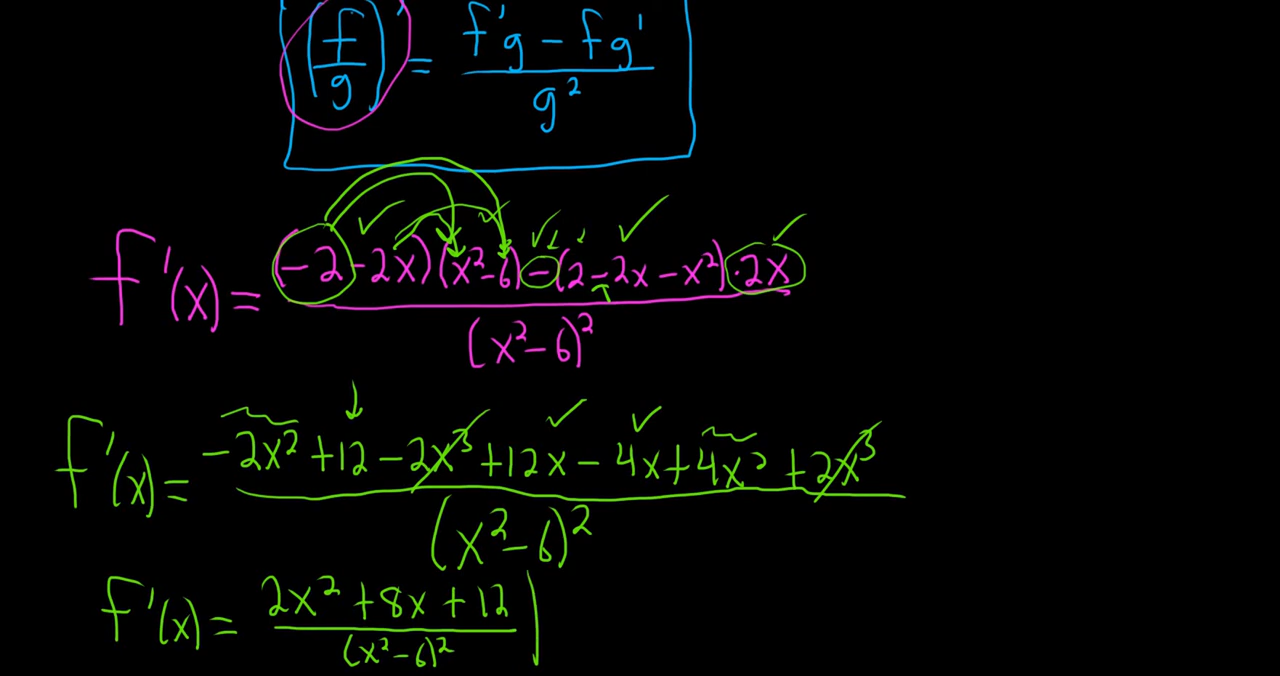 (f/g)' = (f'g - fg')/g²
f'(x) = ((-2-2x)(x²-6)-(2-2x-x²)·2x)/(x²-6)²
f'(x) = (-2x²+12-2x³+12x-4x+4x²+2x³)/(x²-6)²
f'(x) = (2x²+8x+12)/(x²-6)²